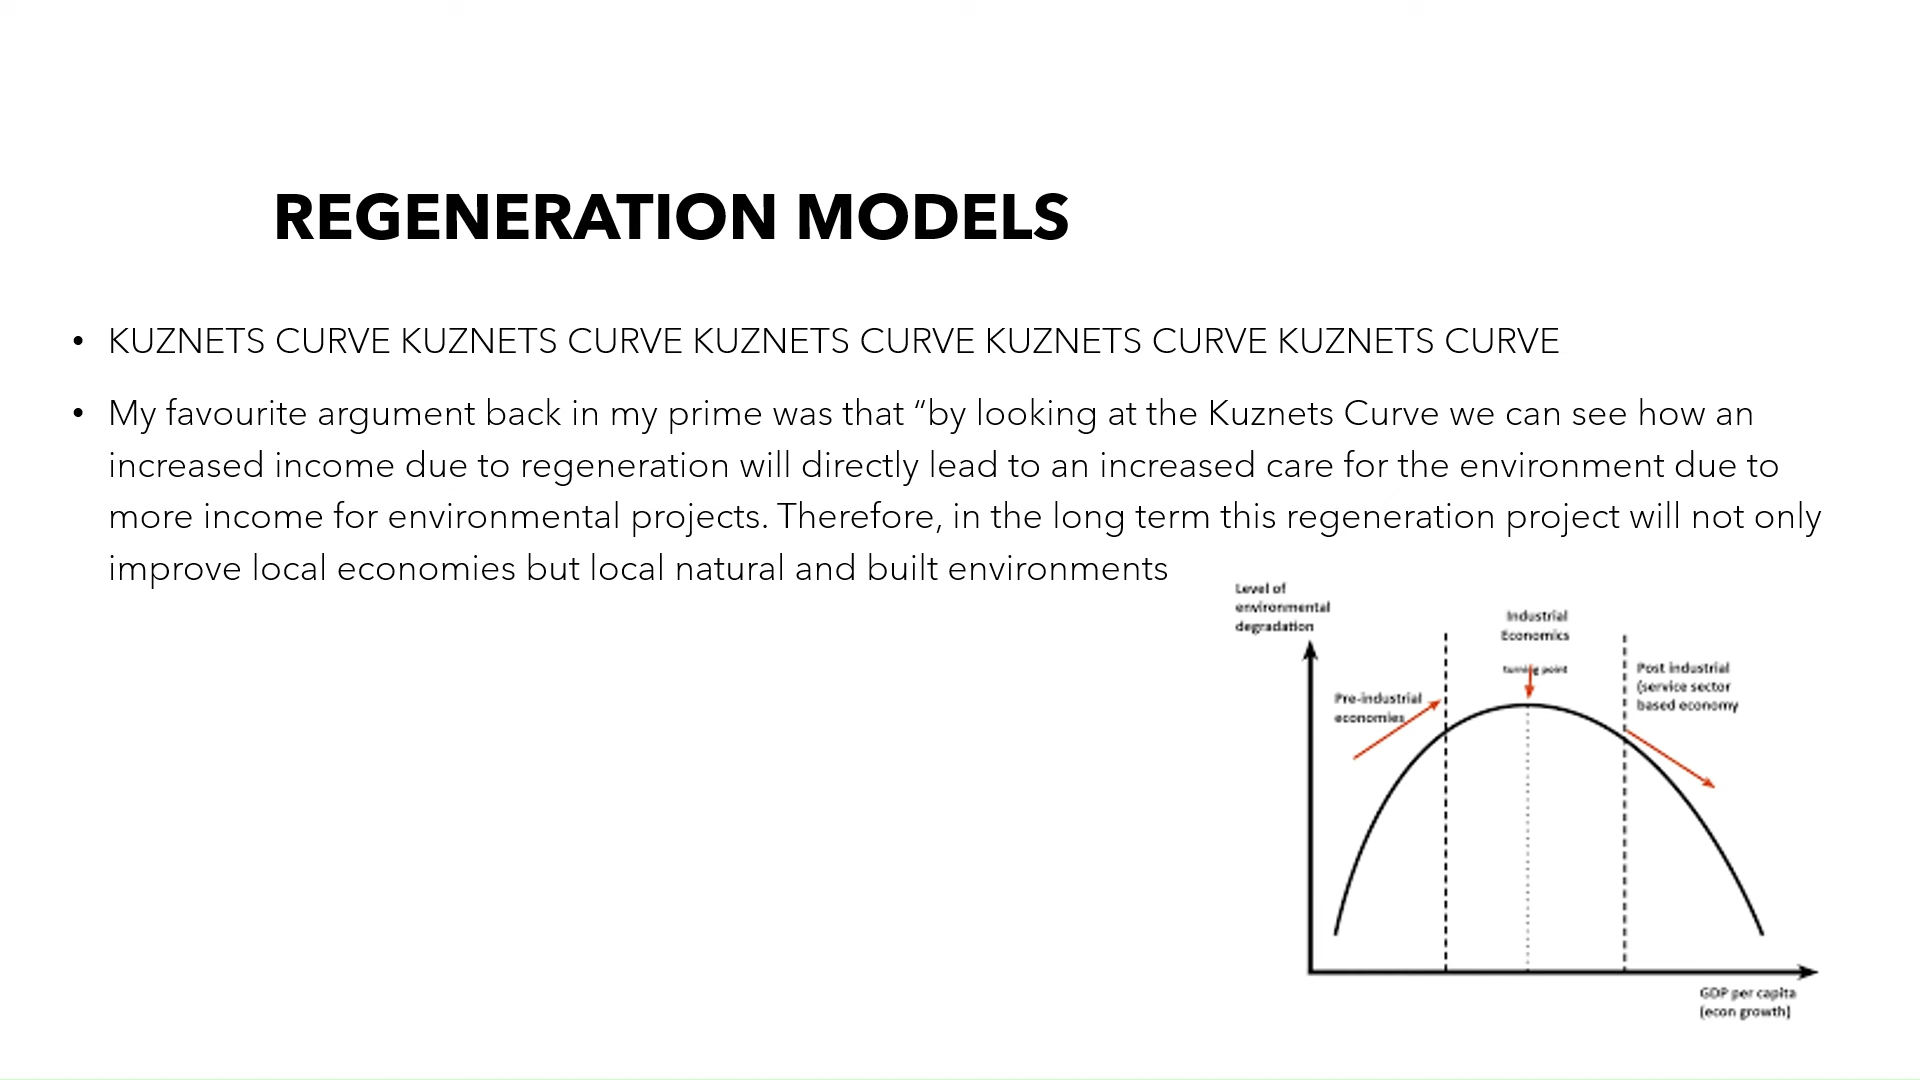 REGENERATION MODELS
• KUZNETS CURVE KUZNETS CURVE KUZNETS CURVE KUZNETS CURVE KUZNETS CURVE
• My favourite argument back in my prime was that “by looking at the Kuznets Curve we can see how an
increased income due to regeneration will directly lead to an increased care for the environment due to
more income for environmental projects. Therefore, in the long term this regeneration project will not only
improve local economies but local natural and built environments
Level of
environmental
degradation
Industrial
Economics
turning point
Pre-industrial
economies
Post industrial
(service sector
based economy
GDP per capita
(econ growth)